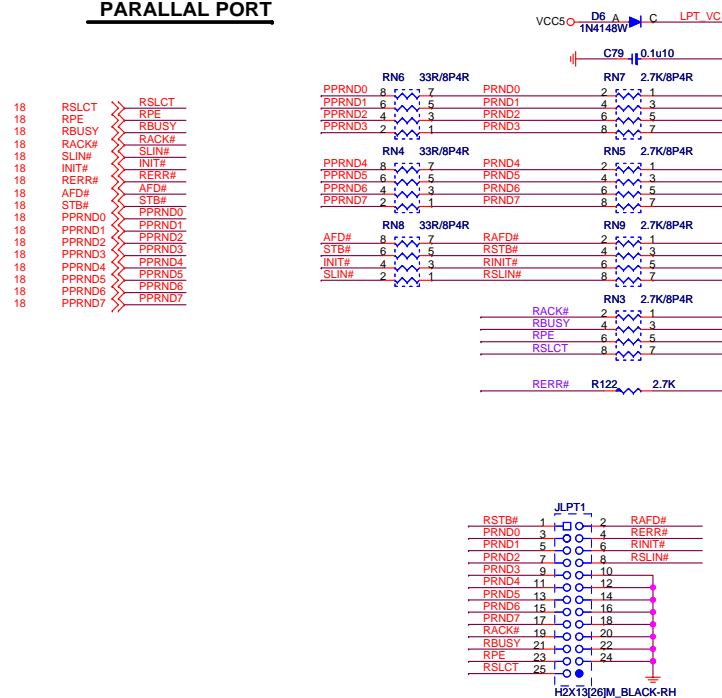 PARALLAL PORT
VCC5 D6 A C LPT_VC
1N4148W
C79 0.1u10
18 RSLCT RSLCT
18 RPE RPE
18 RBUSY RBUSY
18 RACK# RACK#
18 SLIN# SLIN#
18 INIT# INIT#
18 RERR# RERR#
18 AFD# AFD#
18 STB# STB#
18 PPRND0 PPRND0
18 PPRND1 PPRND1
18 PPRND2 PPRND2
18 PPRND3 PPRND3
18 PPRND4 PPRND4
18 PPRND5 PPRND5
18 PPRND6 PPRND6
18 PPRND7 PPRND7
RN6 33R/8P4R RN7 2.7K/8P4R
PPRND0 8 7 PRND0 2 1
PPRND1 6 5 PRND1 4 3
PPRND2 4 3 PRND2 6 5
PPRND3 2 1 PRND3 8 7
RN4 33R/8P4R RN5 2.7K/8P4R
PPRND4 8 7 PRND4 2 1
PPRND5 6 5 PRND5 4 3
PPRND6 4 3 PRND6 6 5
PPRND7 2 1 PRND7 8 7
RN8 33R/8P4R RN9 2.7K/8P4R
AFD# 8 7 RAFD# 2 1
STB# 6 5 RSTB# 4 3
INIT# 4 3 RINIT# 6 5
SLIN# 2 1 RSLIN# 8 7
RN3 2.7K/8P4R
RACK# 2 1
RBUSY 4 3
RPE 6 5
RSLCT 8 7
RERR# R122 2.7K
JLPT1
RSTB# 1 2 RAFD#
PRND0 3 4 RERR#
PRND1 5 6 RINIT#
PRND2 7 8 RSLIN#
PRND3 9 10
PRND4 11 12
PRND5 13 14
PRND6 15 16
PRND7 17 18
RACK# 19 20
RBUSY 21 22
RPE 23 24
RSLCT 25
H2X13[26]M_BLACK-RH